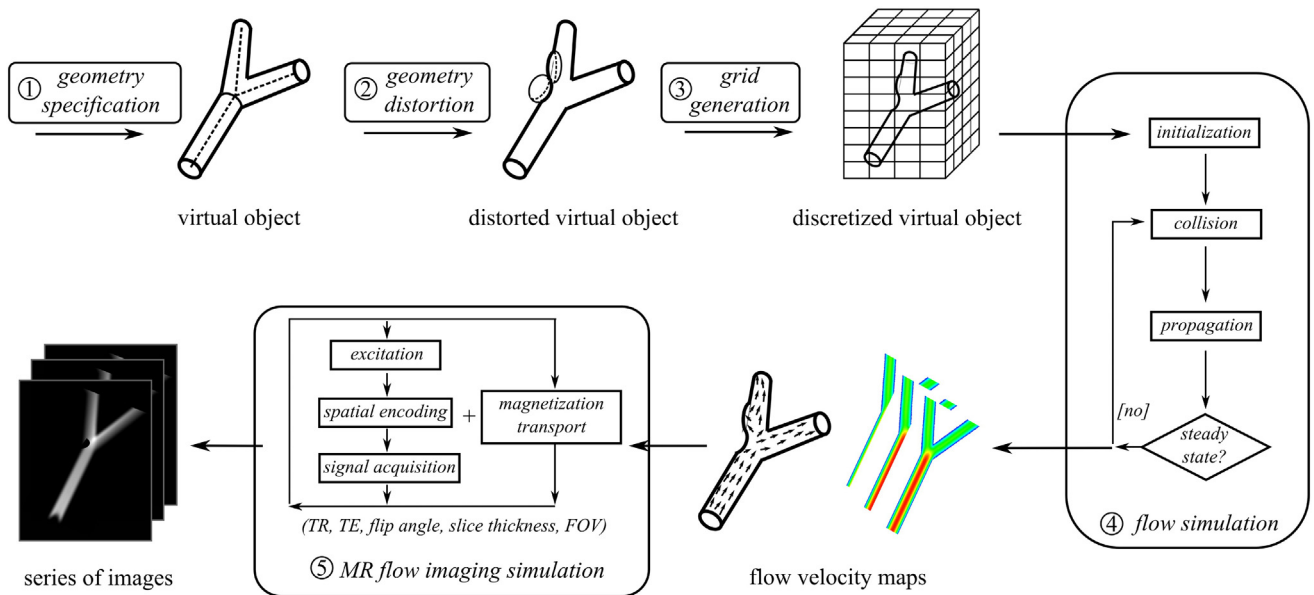 ① geometry
specification
② geometry
distortion
③ grid
generation
virtual object
distorted virtual object
discretized virtual object
initialization
collision
propagation
[no]
steady
state?
④ flow simulation
excitation
spatial encoding
+
magnetization
transport
signal acquisition
(TR, TE, flip angle, slice thickness, FOV)
⑤ MR flow imaging simulation
series of images
flow velocity maps